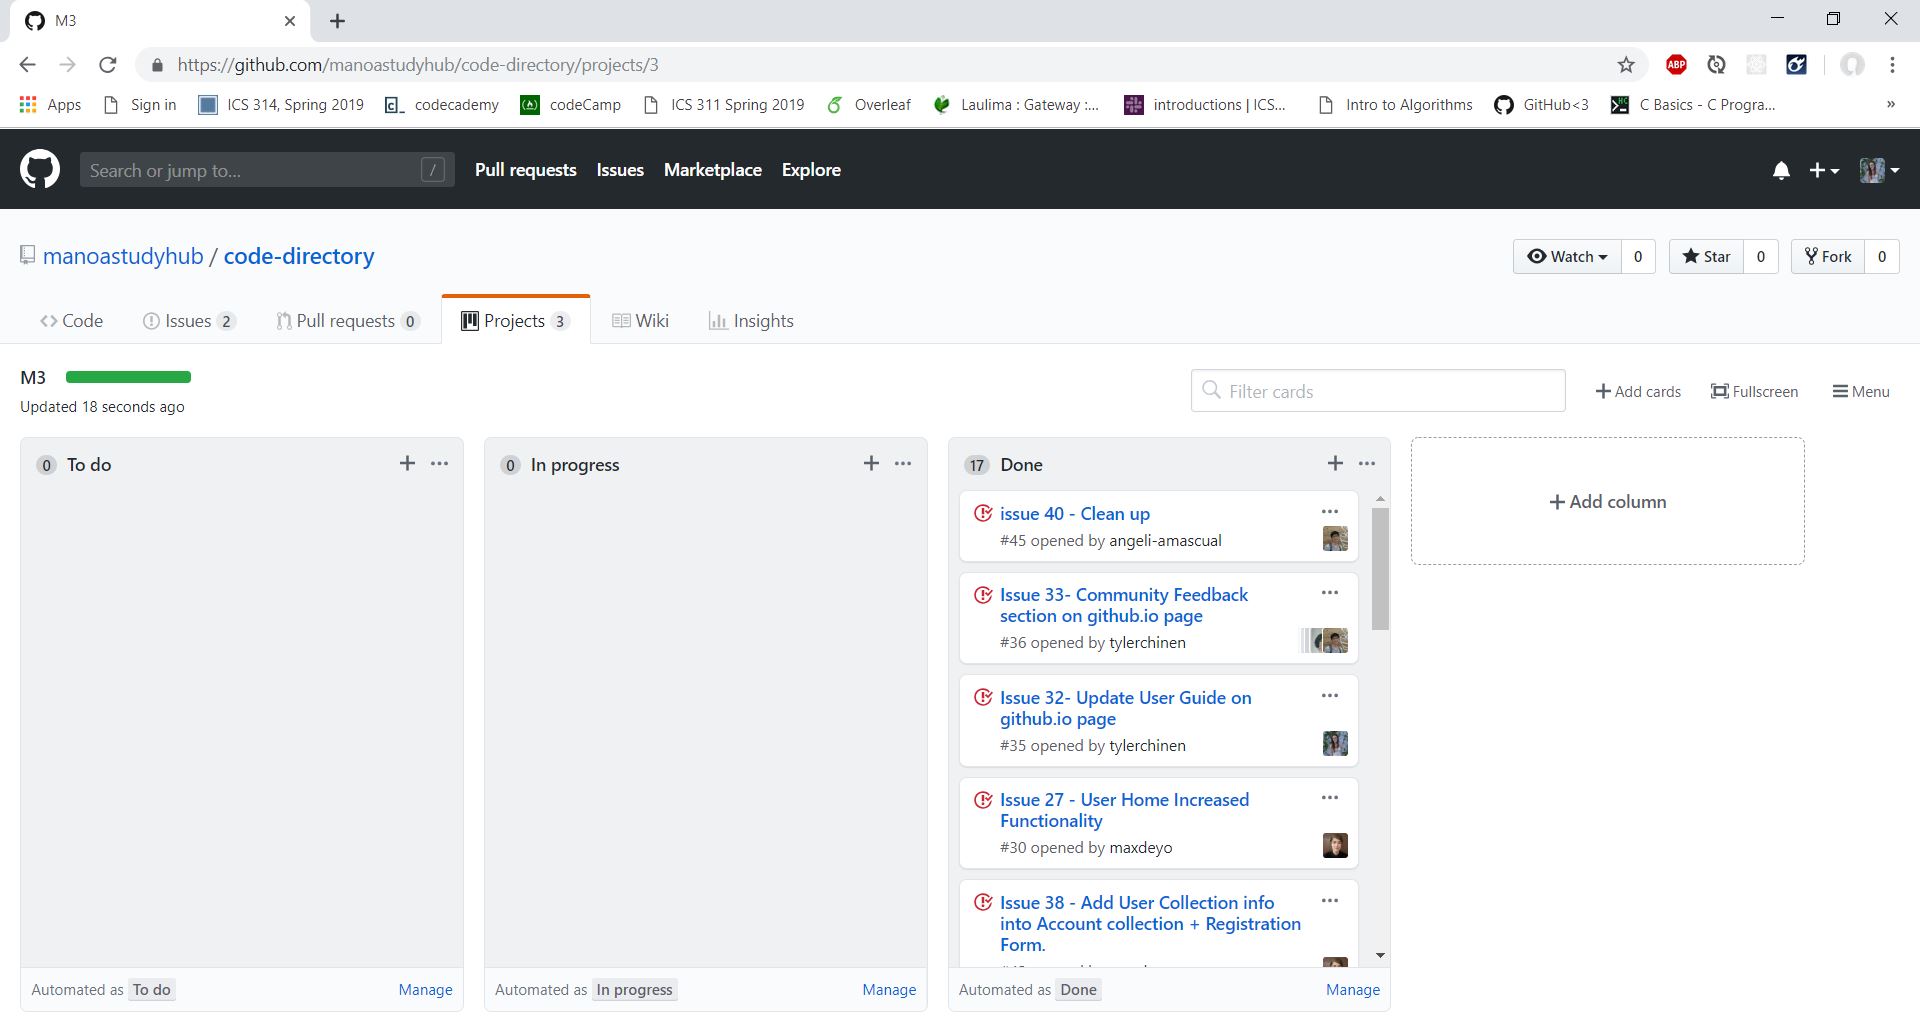 M3
https://github.com/manoastudyhub/code-directory/projects/3
ABP
Apps
Sign in
ICS 314, Spring 2019
codecademy
codeCamp
ICS 311 Spring 2019
Overleaf
Laulima : Gateway :...
introductions | ICS...
Intro to Algorithms
GitHub<3
C Basics - C Progra...
»
Search or jump to...
/
Pull requests
Issues
Marketplace
Explore
manoastudyhub / code-directory
Watch 0
Star 0
Fork 0
Code
Issues 2
Pull requests 0
Projects 3
Wiki
Insights
M3
Updated 18 seconds ago
Filter cards
Add cards
Fullscreen
Menu
0 To do
Automated as To do
Manage
0 In progress
Automated as In progress
Manage
17 Done
issue 40 - Clean up
#45 opened by angeli-amascual
Issue 33- Community Feedback
section on github.io page
#36 opened by tylerchinen
Issue 32- Update User Guide on
github.io page
#35 opened by tylerchinen
Issue 27 - User Home Increased
Functionality
#30 opened by maxdeyo
Issue 38 - Add User Collection info
into Account collection + Registration
Form.
Automated as Done
Manage
Add column